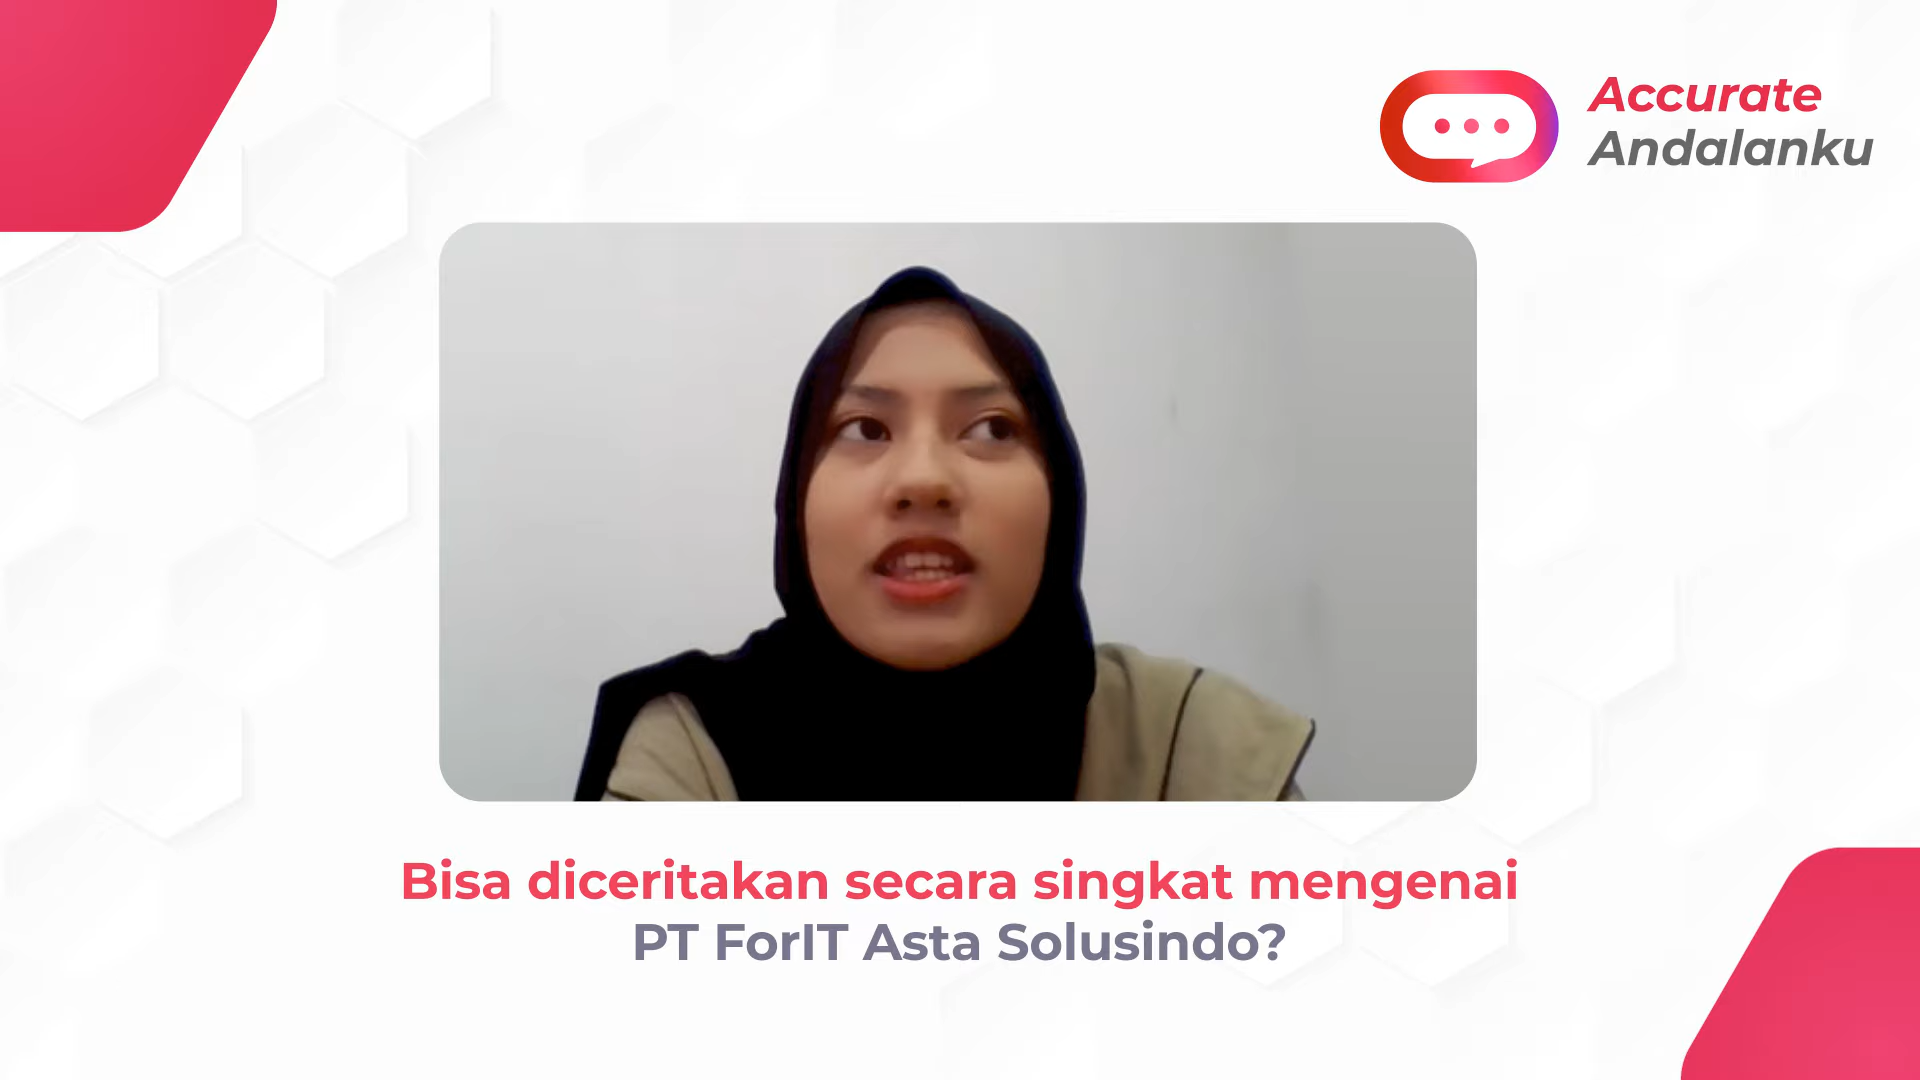 Accurate
Andalanku
Bisa diceritakan secara singkat mengenai
PT ForIT Asta Solusindo?